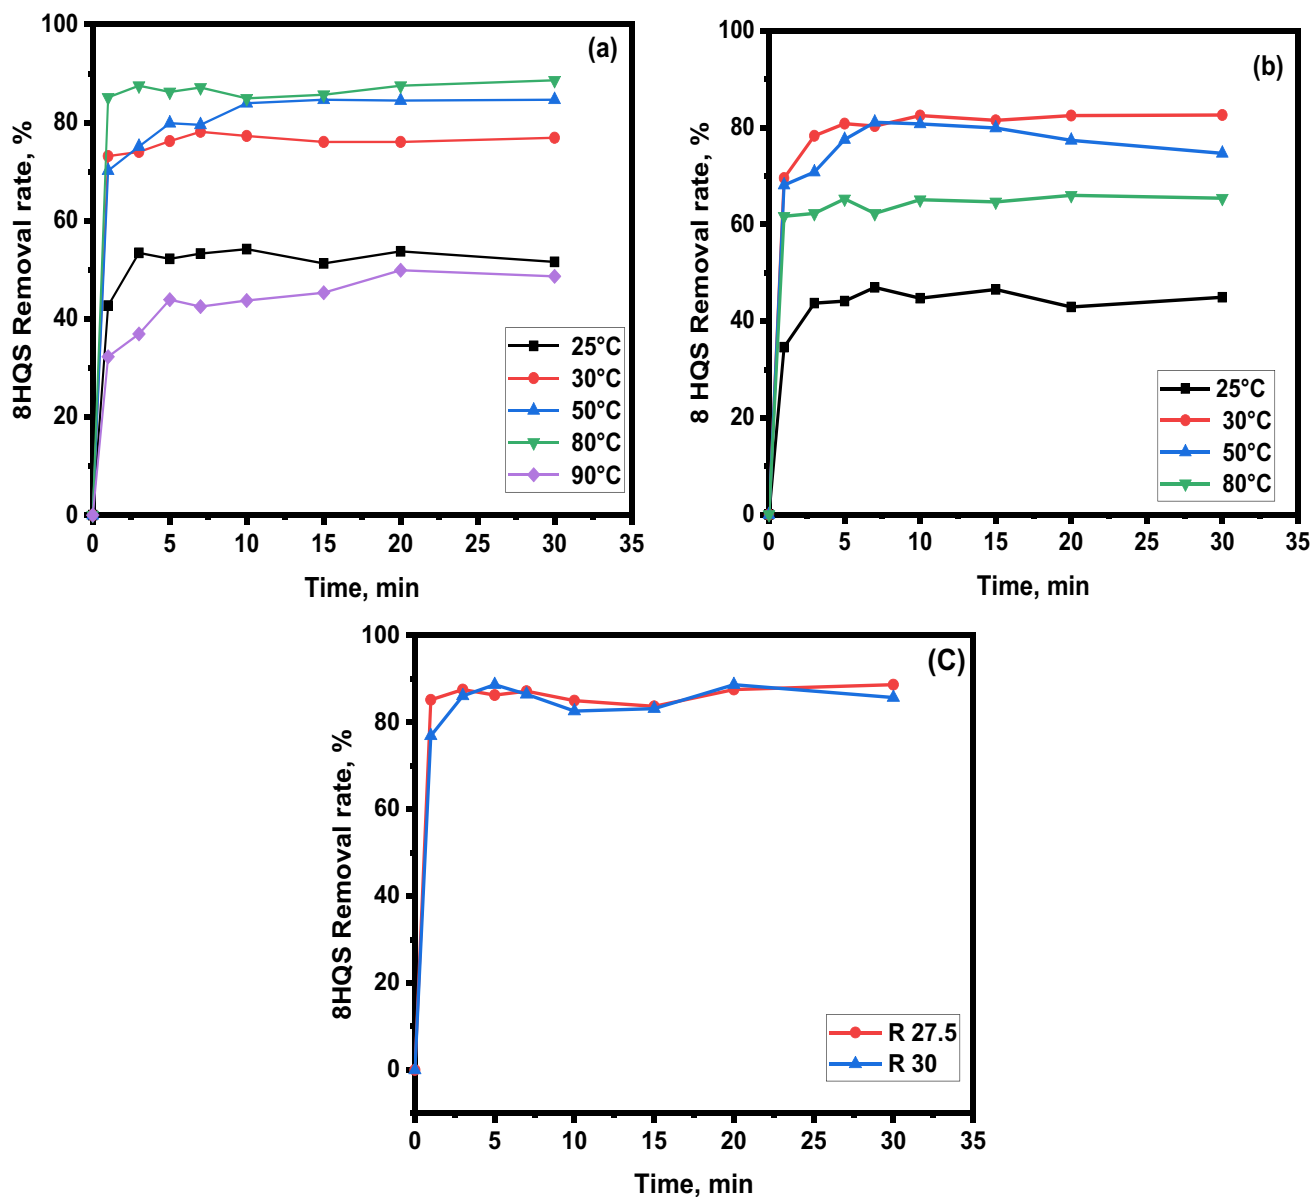 (a)
8HQS Removal rate, %
100
80
60
40
20
0
0 5 10 15 20 25 30 35
Time, min
25°C
30°C
50°C
80°C
90°C
(b)
8 HQS Removal rate, %
100
80
60
40
20
0
0 5 10 15 20 25 30 35
Time, min
25°C
30°C
50°C
80°C
(C)
8HQS Removal rate, %
100
80
60
40
20
0
0 5 10 15 20 25 30 35
Time, min
R 27.5
R 30